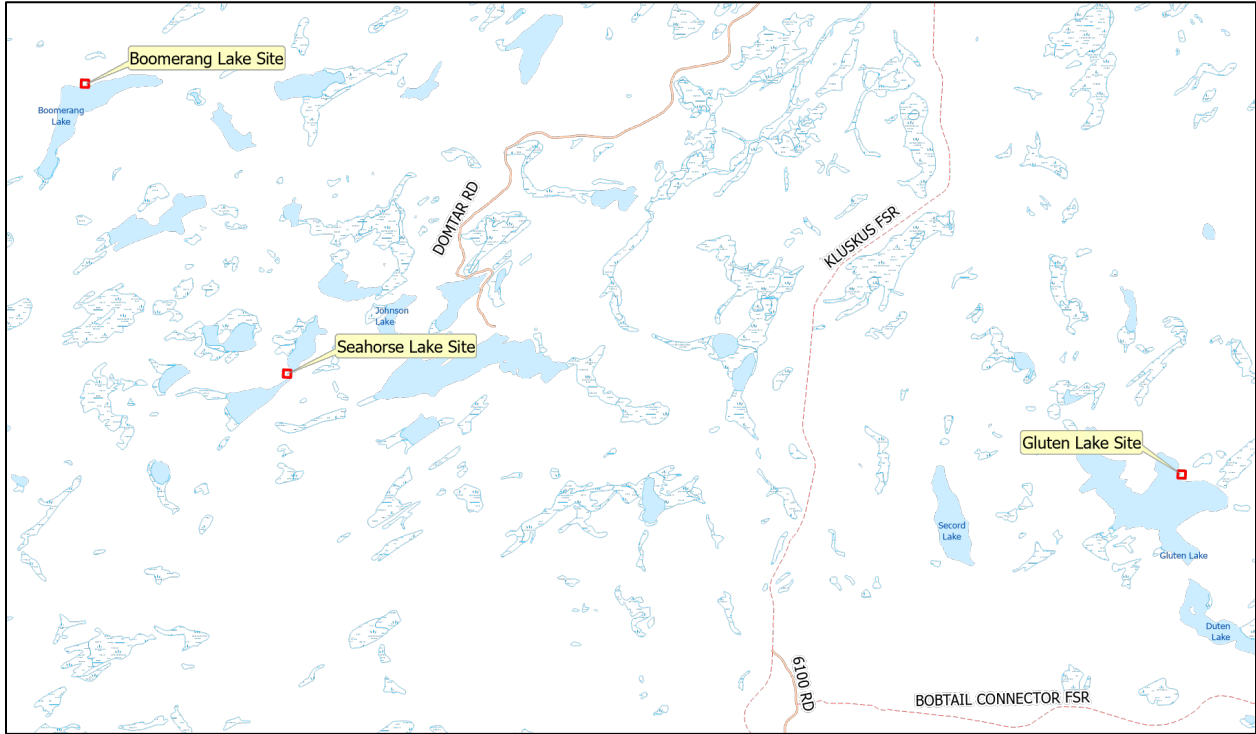 Boomerang Lake Site
Boomerang
Lake
DOMTAR RD
KLUSKUS FSR
Johnson
Lake
Seahorse Lake Site
Gluten Lake Site
Secord
Lake
Gluten Lake
Duten
Lake
6100 RD
BOBTAIL CONNECTOR FSR